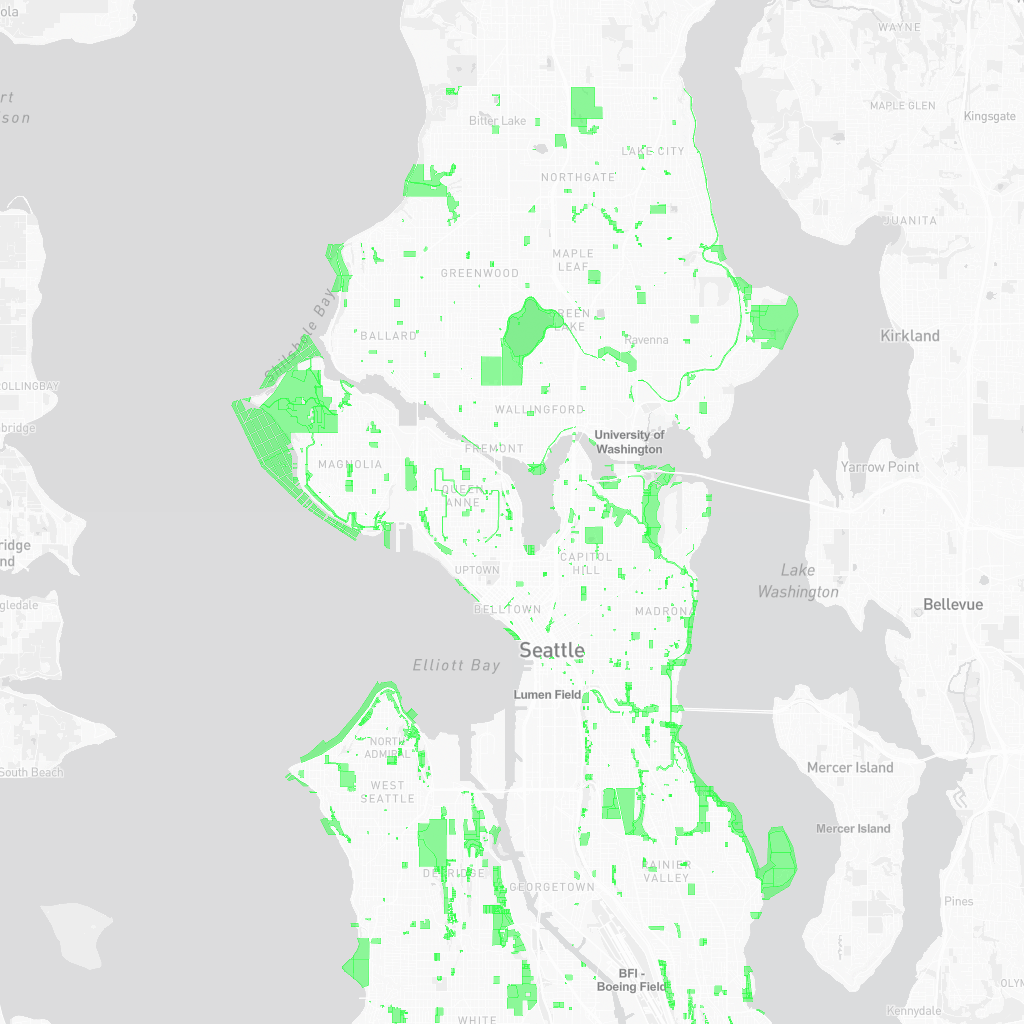 ola
WAYNE
rt
son
MAPLE GLEN
Kingsgate
Bitter Lake
LAKE CITY
NORTHGATE
JUANITA
MAPLE
LEAF
GREENWOOD
Shilshole Bay
GREEN
LAKE
BALLARD
Ravenna
Kirkland
ROLLINGBAY
WALLINGFORD
nbridge
University of
Washington
FREMONT
MAGNOLIA
Yarrow Point
QUEEN
ANNE
ridge
nd
CAPITOL
HILL
UPTOWN
Lake
Washington
gledale
BELLTOWN
MADRONA
Bellevue
Seattle
Elliott Bay
Lumen Field
NORTH
ADMIRAL
South Beach
Mercer Island
WEST
SEATTLE
Mercer Island
RAINIER
VALLEY
DELRIDGE
GEORGETOWN
Pines
BFI -
Boeing Field
OLYM
Kennydale
WHITE